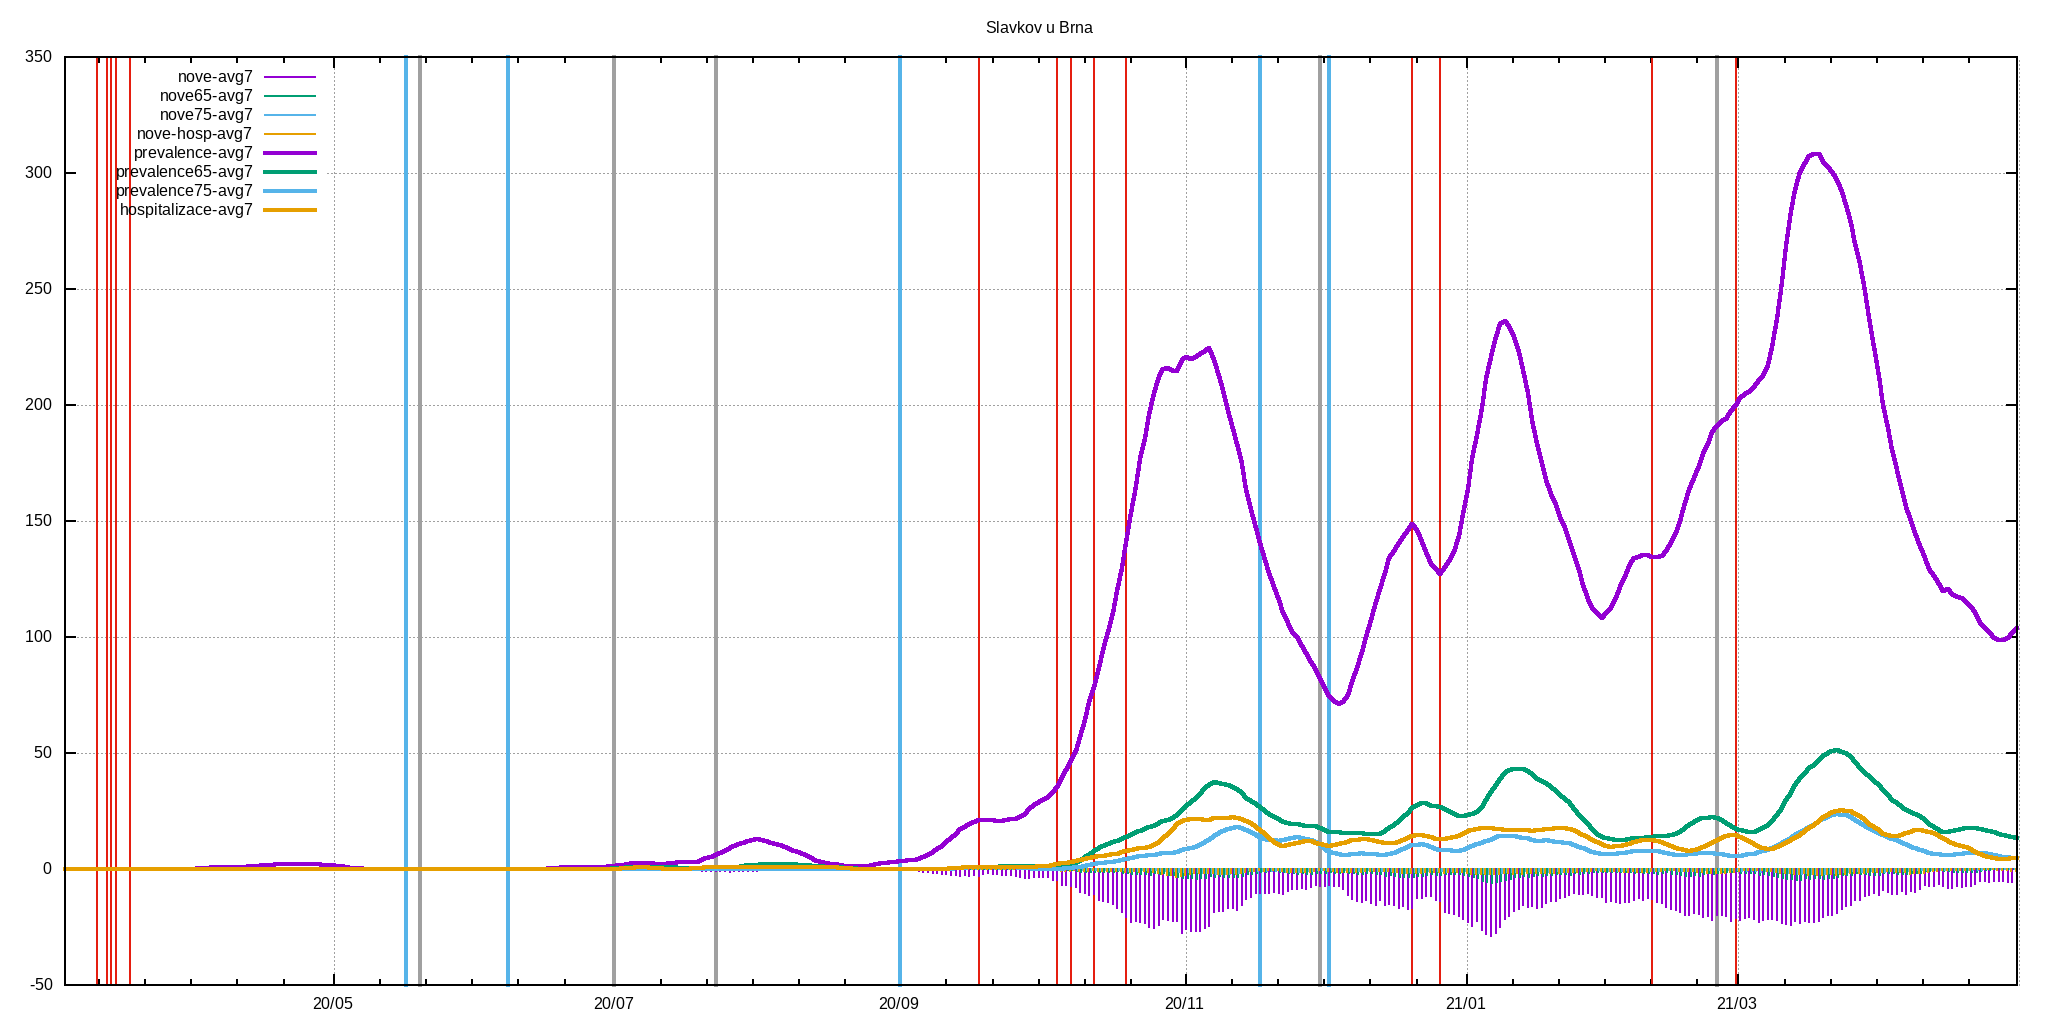 Slavkov u Brna
350
300
250
200
150
100
50
0
-50
nove-avg7
nove65-avg7
nove75-avg7
nove-hosp-avg7
prevalence-avg7
prevalence65-avg7
prevalence75-avg7
hospitalizace-avg7
20/05 20/07 20/09 20/11 21/01 21/03